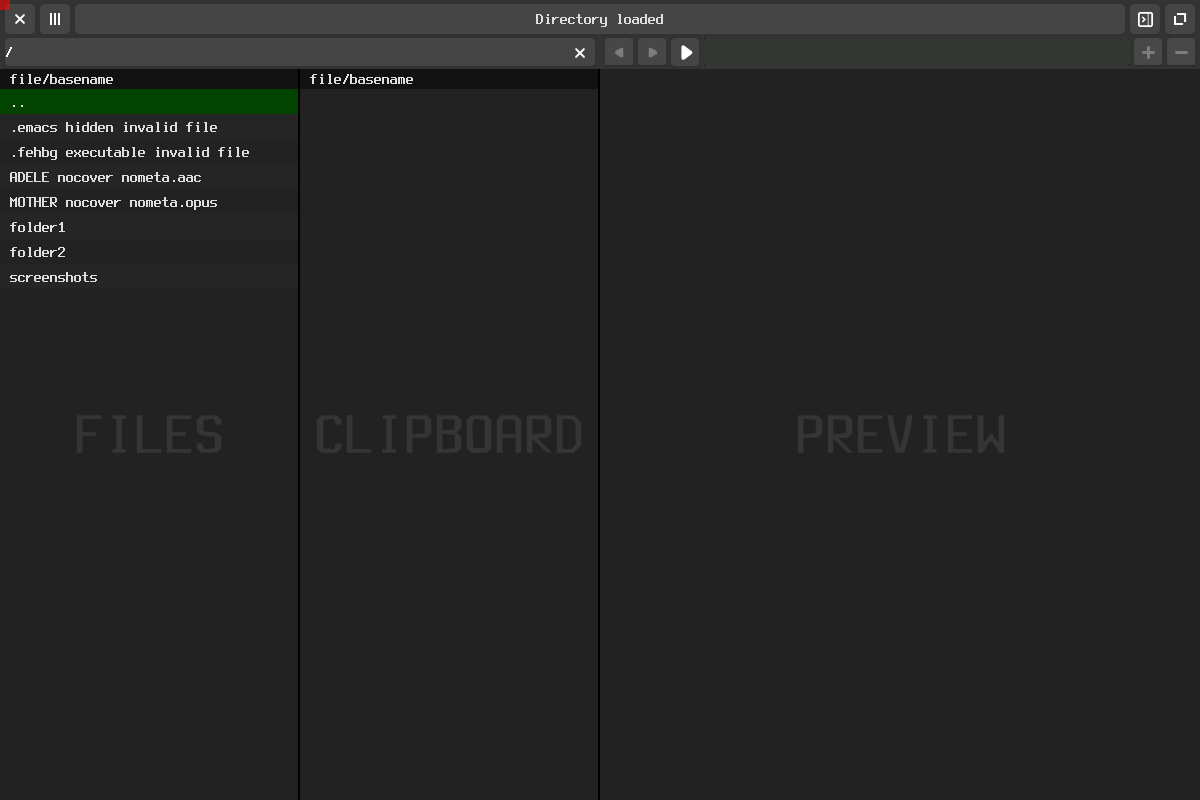 Directory loaded
/
file/basename
..
.emacs hidden invalid file
.fehbg executable invalid file
ADELE nocover nometa.aac
MOTHER nocover nometa.opus
folder1
folder2
screenshots
FILES
file/basename
CLIPBOARD
PREVIEW